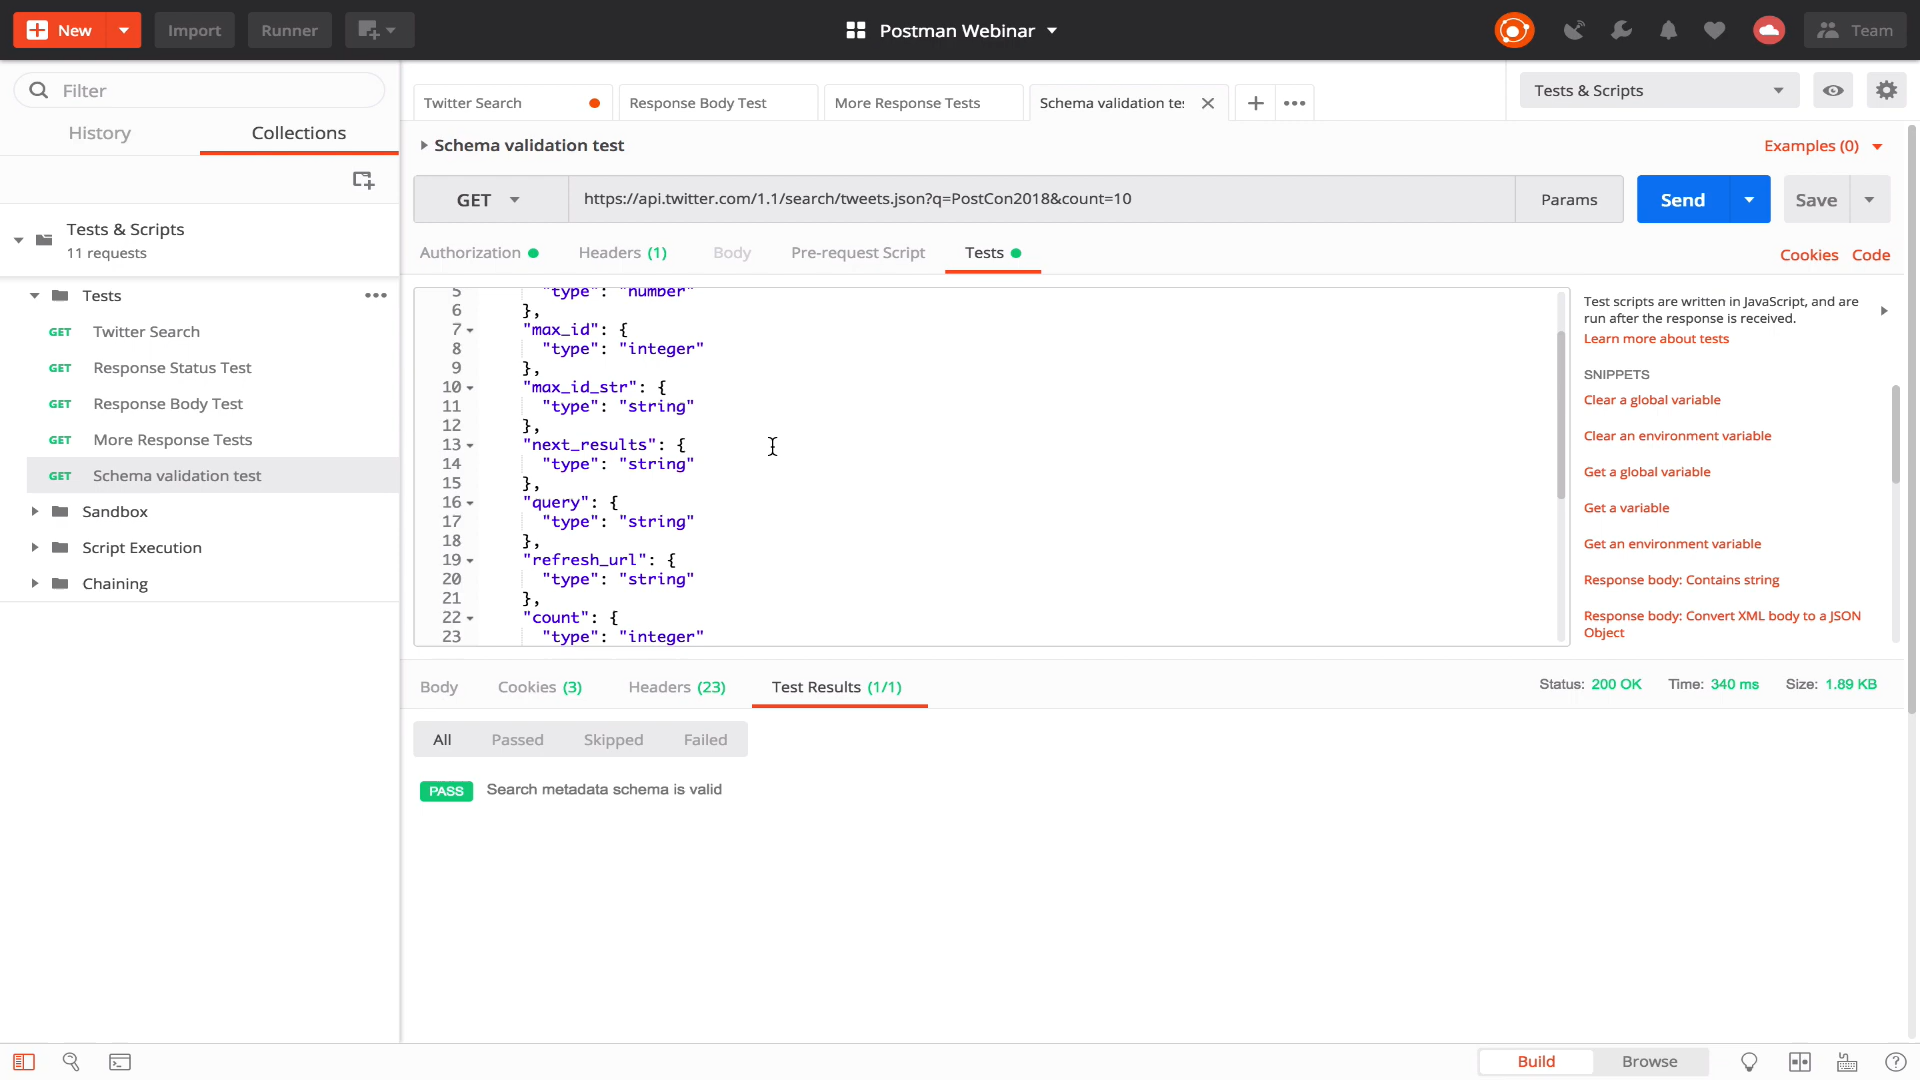 New
Import
Runner
Postman Webinar
Team
Filter
History
Collections
Tests & Scripts
11 requests
Tests
GET Twitter Search
GET Response Status Test
GET Response Body Test
GET More Response Tests
GET Schema validation test
Sandbox
Script Execution
Chaining
Twitter Search
Response Body Test
More Response Tests
Schema validation te
Tests & Scripts
Schema validation test
Examples (0)
GET
https://api.twitter.com/1.1/search/tweets.json?q=PostCon2018&count=10
Params
Send
Save
Authorization
Headers (1)
Body
Pre-request Script
Tests
Cookies
Code
5 "type": "number"
6 },
7 "max_id": {
8 "type": "integer"
9 },
10 "max_id_str": {
11 "type": "string"
12 },
13 "next_results": {
14 "type": "string"
15 },
16 "query": {
17 "type": "string"
18 },
19 "refresh_url": {
20 "type": "string"
21 },
22 "count": {
23 "type": "integer"
Test scripts are written in JavaScript, and are
run after the response is received.
Learn more about tests
SNIPPETS
Clear a global variable
Clear an environment variable
Get a global variable
Get a variable
Get an environment variable
Response body: Contains string
Response body: Convert XML body to a JSON
Object
Body
Cookies (3)
Headers (23)
Test Results (1/1)
Status: 200 OK
Time: 340 ms
Size: 1.89 KB
All
Passed
Skipped
Failed
PASS Search metadata schema is valid
Build
Browse